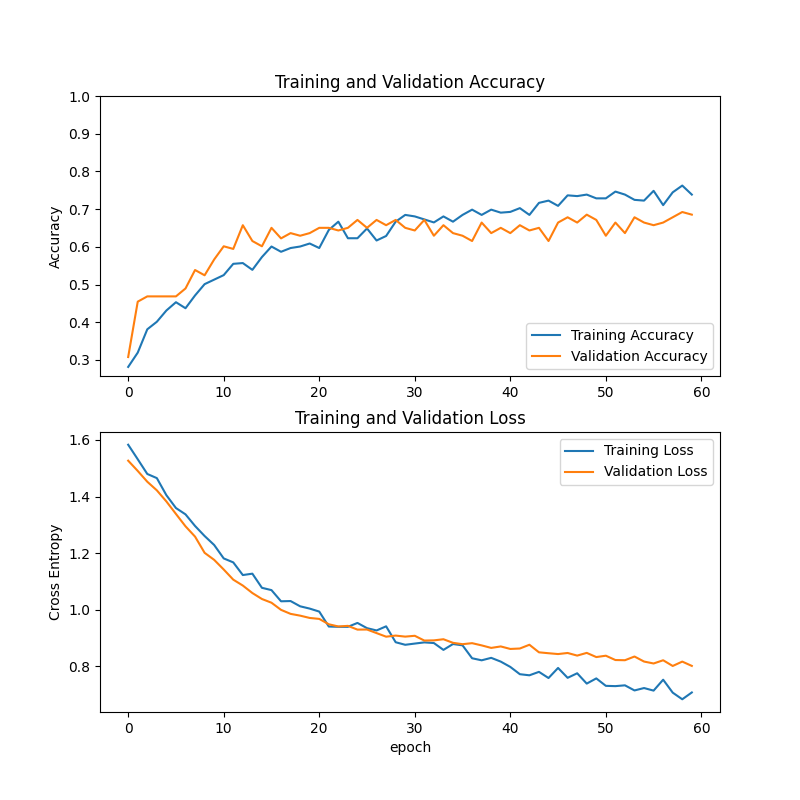 Training and Validation Accuracy
1.0
0.9
0.8
0.7
0.6
0.5
0.4
0.3
Accuracy
Training Accuracy
Validation Accuracy
0 10 20 30 40 50 60
Training and Validation Loss
1.6
1.4
1.2
1.0
0.8
Cross Entropy
Training Loss
Validation Loss
0 10 20 30 40 50 60
epoch